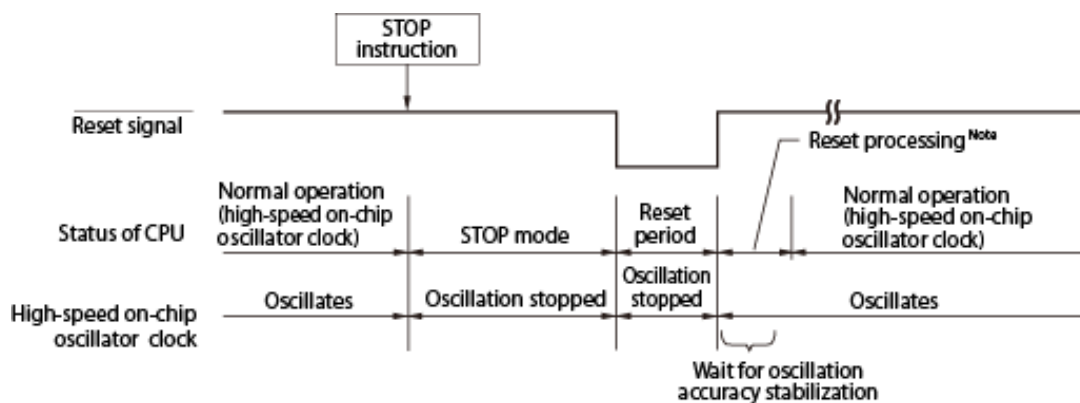 STOP
instruction
Reset signal
Reset processing Note
Normal operation
(high-speed on-chip
oscillator clock)
Status of CPU
STOP mode
Reset
period
Normal operation
(high-speed on-chip
oscillator clock)
High-speed on-chip
oscillator clock
Oscillates
Oscillation stopped
Oscillation
stopped
Oscillates
Wait for oscillation
accuracy stabilization